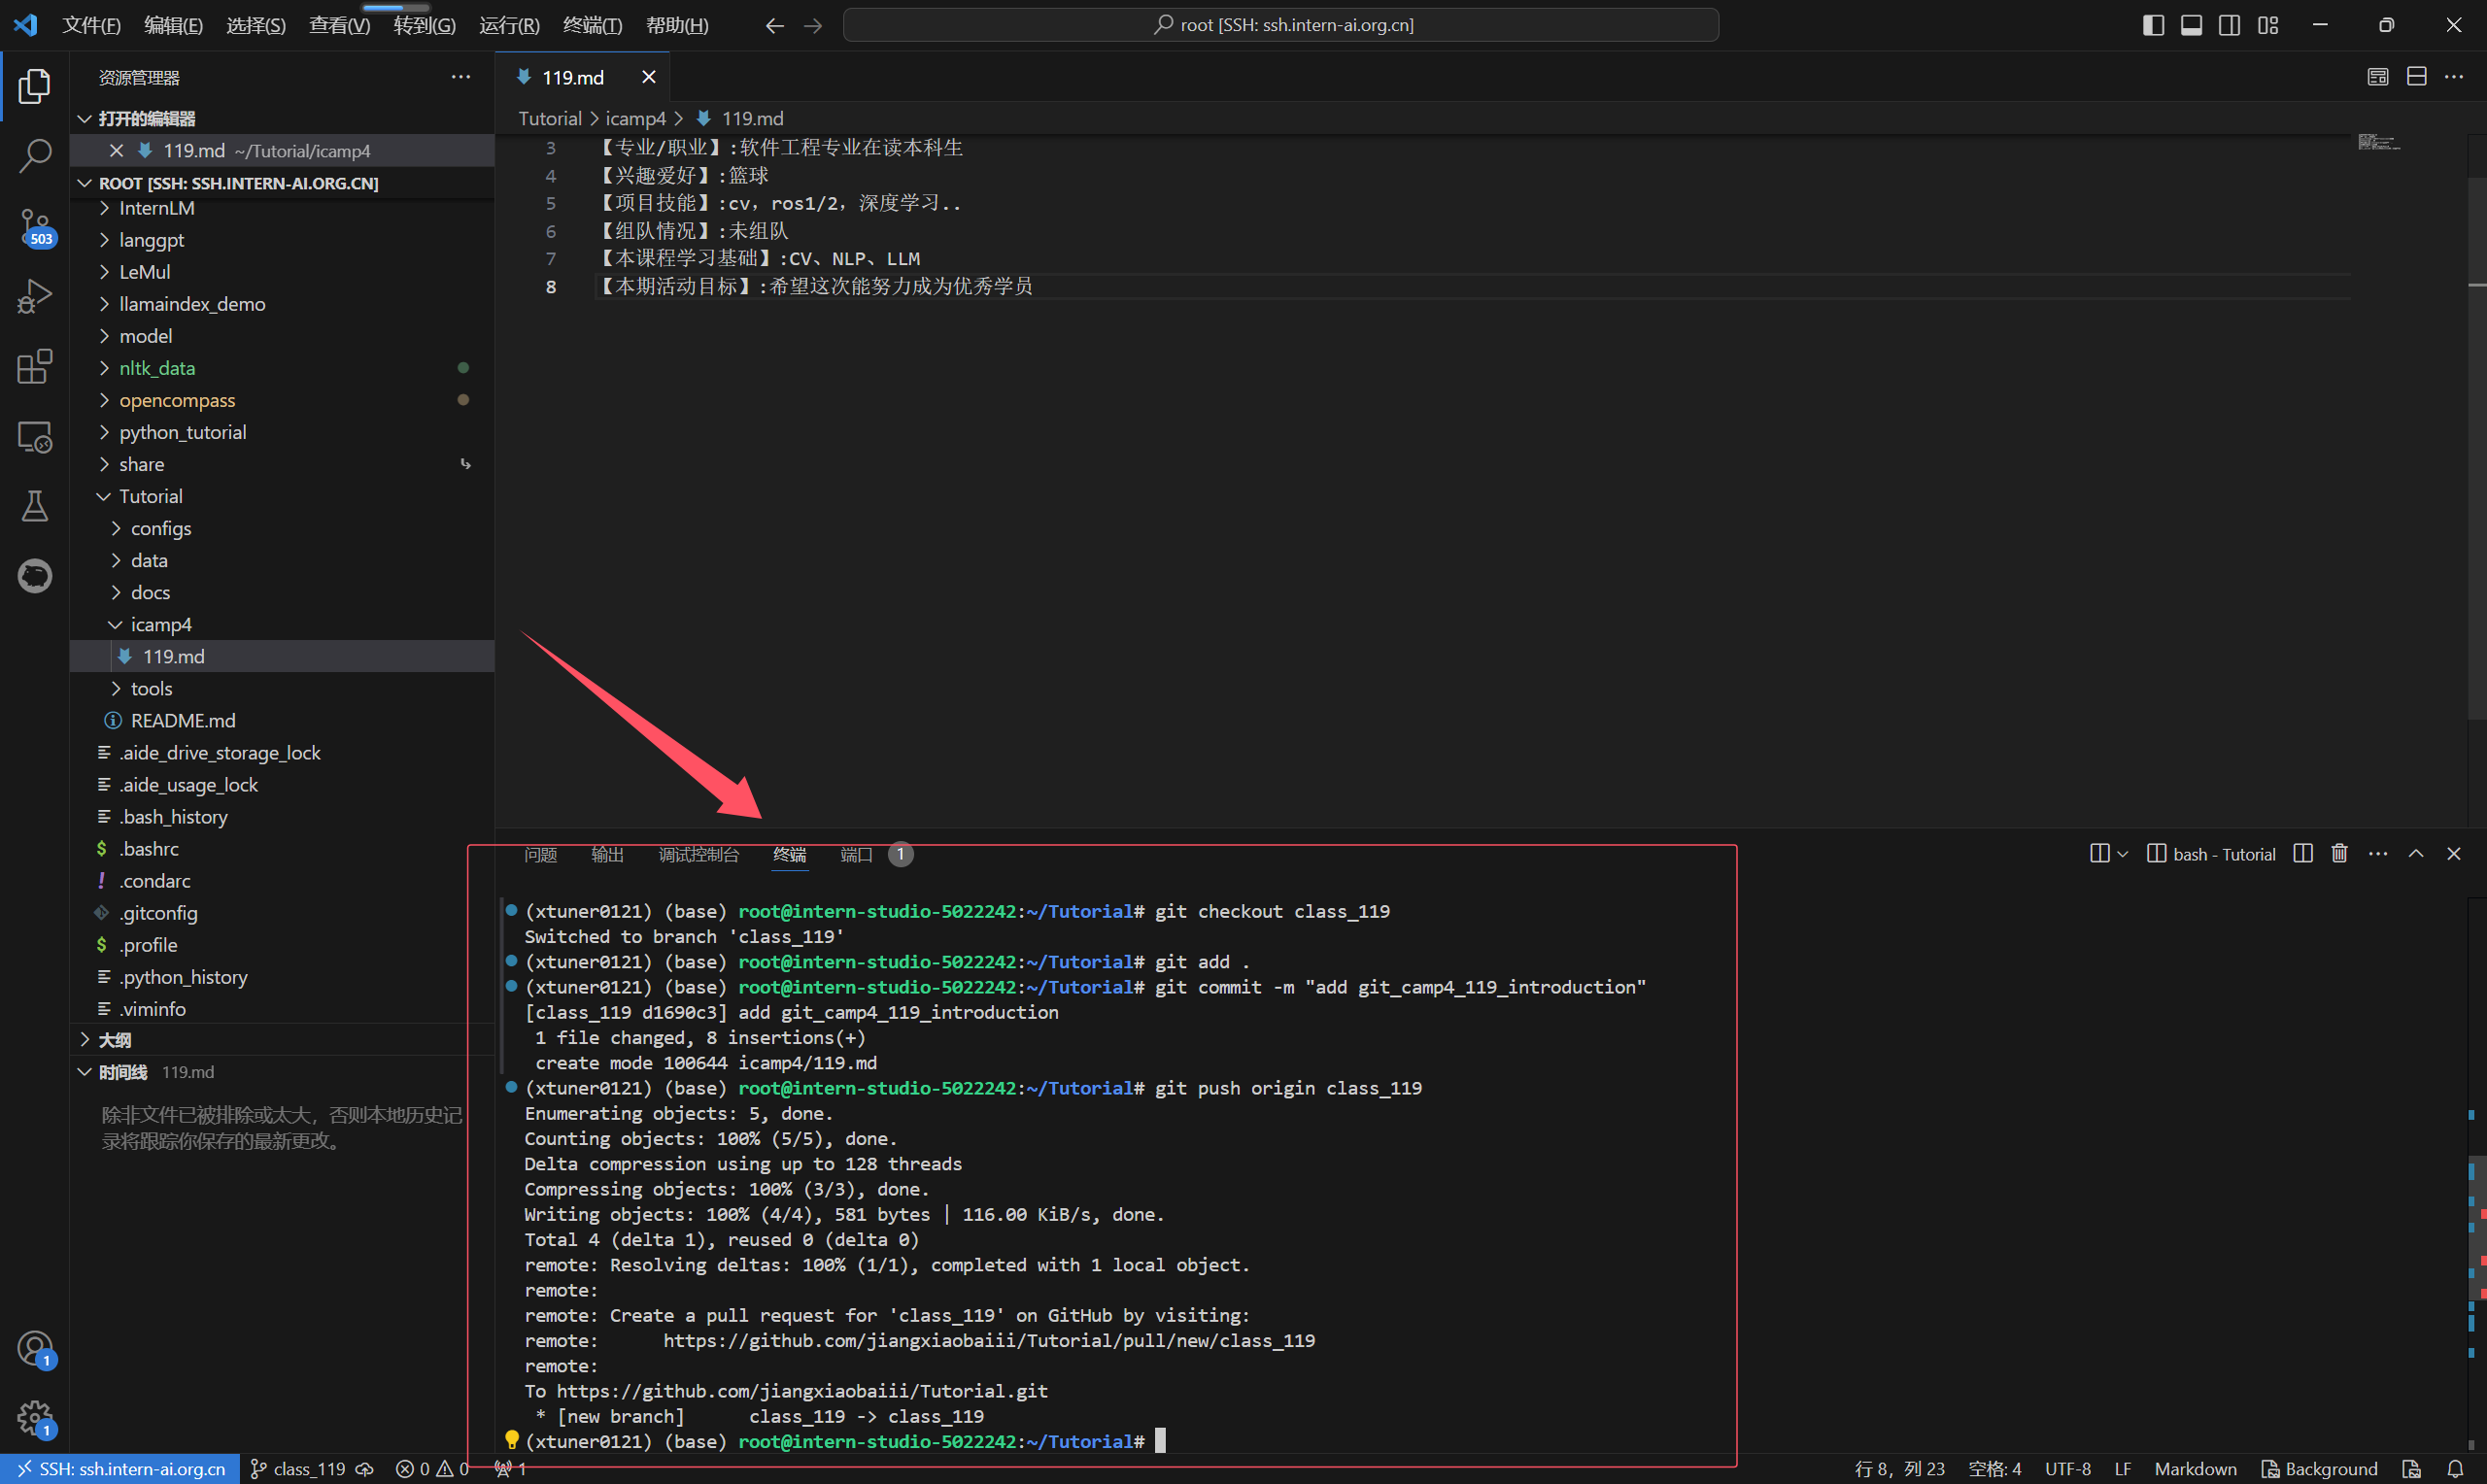 文件(F) 编辑(E) 选择(S) 查看(V) 转到(G) 运行(R) 终端(T) 帮助(H)
root [SSH: ssh.intern-ai.org.cn]
资源管理器
打开的编辑器
119.md ~/Tutorial/icamp4
ROOT [SSH: SSH.INTERN-AI.ORG.CN]
InternLM
langgpt
LeMul
llamaindex_demo
model
nltk_data
opencompass
python_tutorial
share
Tutorial
configs
data
docs
icamp4
119.md
tools
README.md
.aide_drive_storage_lock
.aide_usage_lock
.bash_history
.bashrc
.condarc
.gitconfig
.profile
.python_history
.viminfo
大纲
时间线 119.md
除非文件已被排除或太大，否则本地历史记
录将跟踪你保存的最新更改。
503
1
1
119.md
Tutorial > icamp4 > 119.md
3 【专业/职业】:软件工程专业在读本科生
4 【兴趣爱好】:篮球
5 【项目技能】:cv，ros1/2，深度学习..
6 【组队情况】:未组队
7 【本课程学习基础】:CV、NLP、LLM
8 【本期活动目标】:希望这次能努力成为优秀学员
问题 输出 调试控制台 终端 端口 1
bash - Tutorial
(xtuner0121) (base) root@intern-studio-5022242:~/Tutorial# git checkout class_119
Switched to branch 'class_119'
(xtuner0121) (base) root@intern-studio-5022242:~/Tutorial# git add .
(xtuner0121) (base) root@intern-studio-5022242:~/Tutorial# git commit -m "add git_camp4_119_introduction"
[class_119 d1690c3] add git_camp4_119_introduction
1 file changed, 8 insertions(+)
create mode 100644 icamp4/119.md
(xtuner0121) (base) root@intern-studio-5022242:~/Tutorial# git push origin class_119
Enumerating objects: 5, done.
Counting objects: 100% (5/5), done.
Delta compression using up to 128 threads
Compressing objects: 100% (3/3), done.
Writing objects: 100% (4/4), 581 bytes | 116.00 KiB/s, done.
Total 4 (delta 1), reused 0 (delta 0)
remote: Resolving deltas: 100% (1/1), completed with 1 local object.
remote:
remote: Create a pull request for 'class_119' on GitHub by visiting:
remote: https://github.com/jiangxiaobaiii/Tutorial/pull/new/class_119
remote:
To https://github.com/jiangxiaobaiii/Tutorial.git
* [new branch] class_119 -> class_119
(xtuner0121) (base) root@intern-studio-5022242:~/Tutorial#
SSH: ssh.intern-ai.org.cn class_119 0 0 1
行 8，列 23 空格: 4 UTF-8 LF Markdown Background